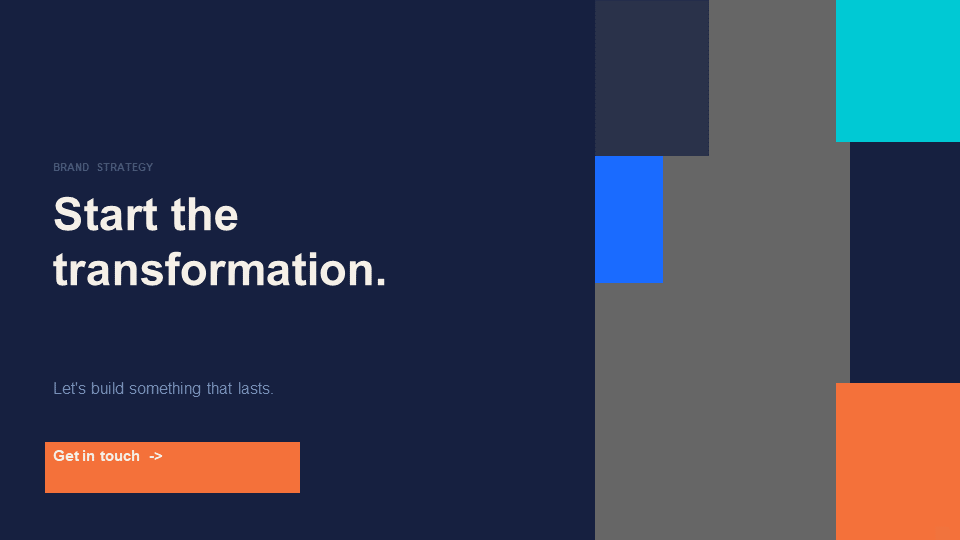 BRAND STRATEGY
Start the
transformation.
Let's build something that lasts.
Get in touch ->